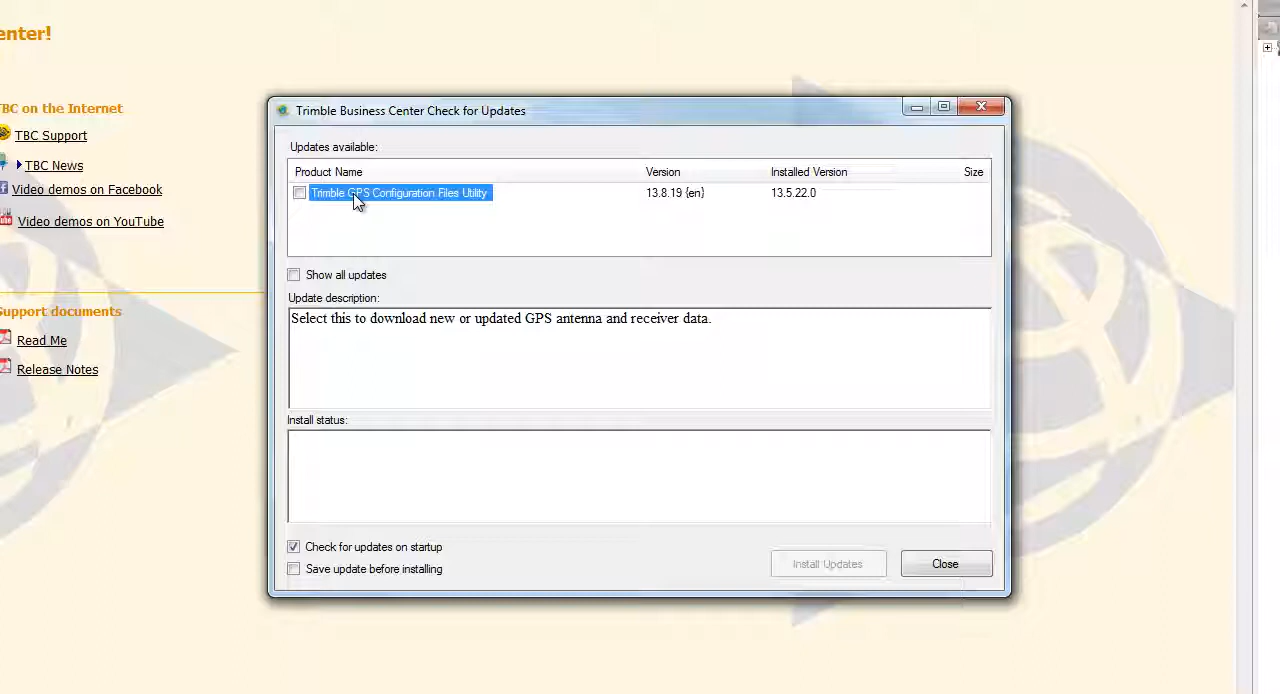 enter!
TBC on the Internet
TBC Support
TBC News
Video demos on Facebook
Video demos on YouTube
Support documents
Read Me
Release Notes
Trimble Business Center Check for Updates
Updates available:
Product Name Version Installed Version Size
Trimble GPS Configuration Files Utility 13.8.19 {en} 13.5.22.0
Show all updates
Update description:
Select this to download new or updated GPS antenna and receiver data.
Install status:
Check for updates on startup
Save update before installing
Install Updates
Close